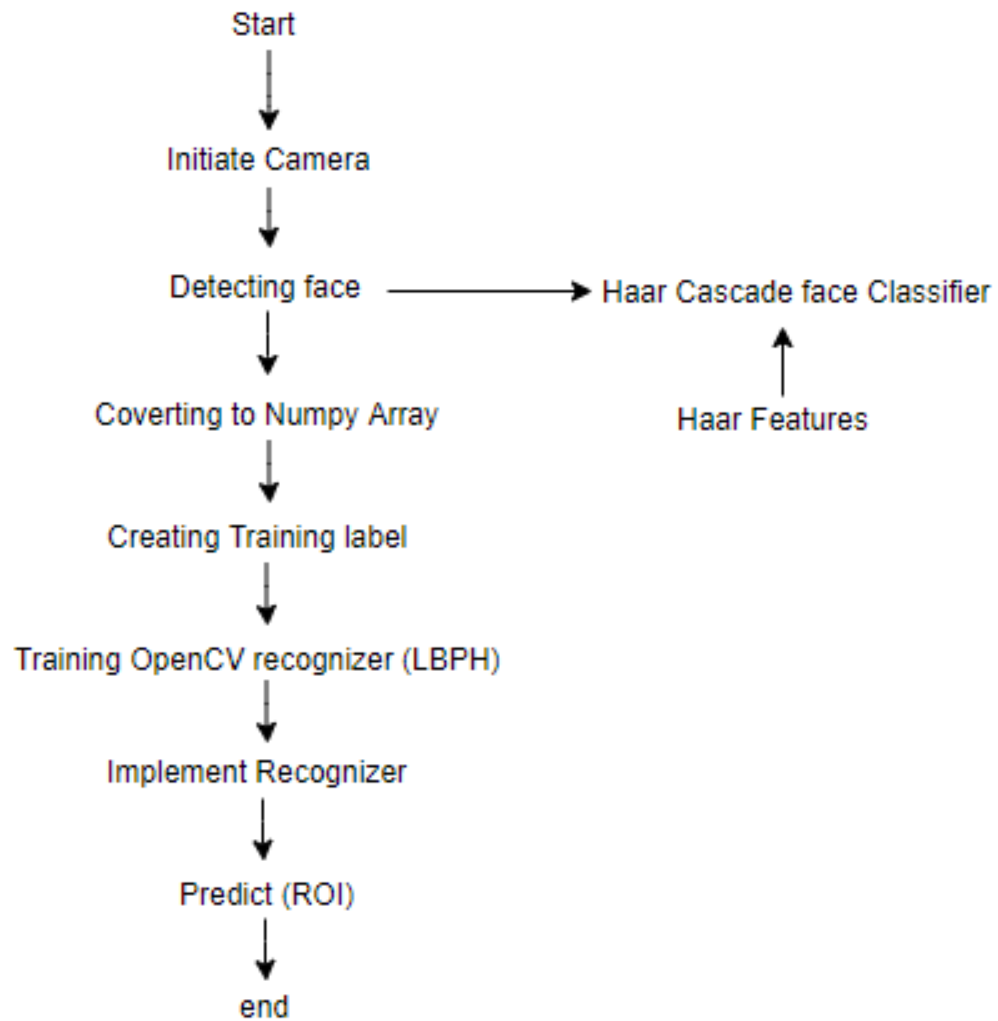 Start
Initiate Camera
Detecting face
Haar Cascade face Classifier
Coverting to Numpy Array
Haar Features
Creating Training label
Training OpenCV recognizer (LBPH)
Implement Recognizer
Predict (ROI)
end